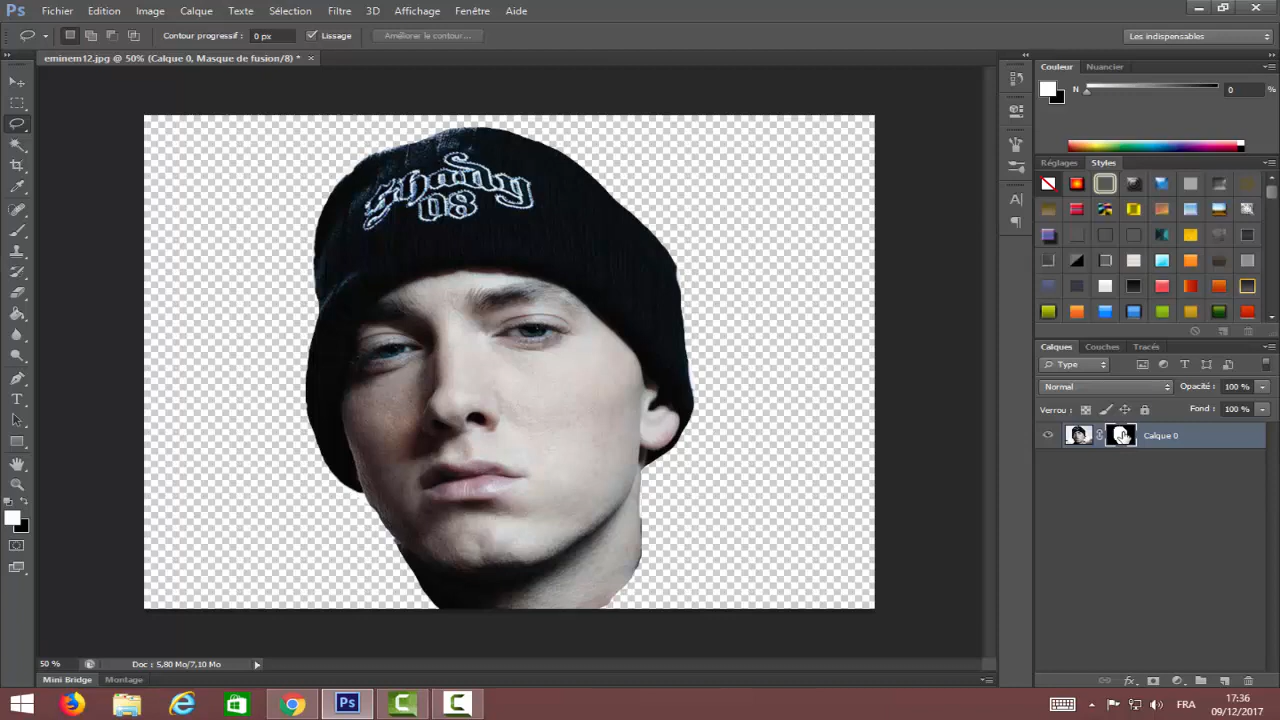 Ps Fichier Edition Image Calque Texte Sélection Filtre 3D Affichage Fenêtre Aide
Contour progressif : 0 px Lissage Améliorer le contour... Les indispensables
eminem12.jpg @ 50% (Calque 0, Masque de fusion/8) * x
Couleur Nuancier
N 0 %
Réglages Styles
Shady
08
Calques Couches Tracés
Type
Normal Opacité : 100 %
Verrou : Fond : 100 %
Calque 0
50 % Doc : 5,80 Mo/7,10 Mo
Mini Bridge Montage
Ps FRA 17:36
09/12/2017